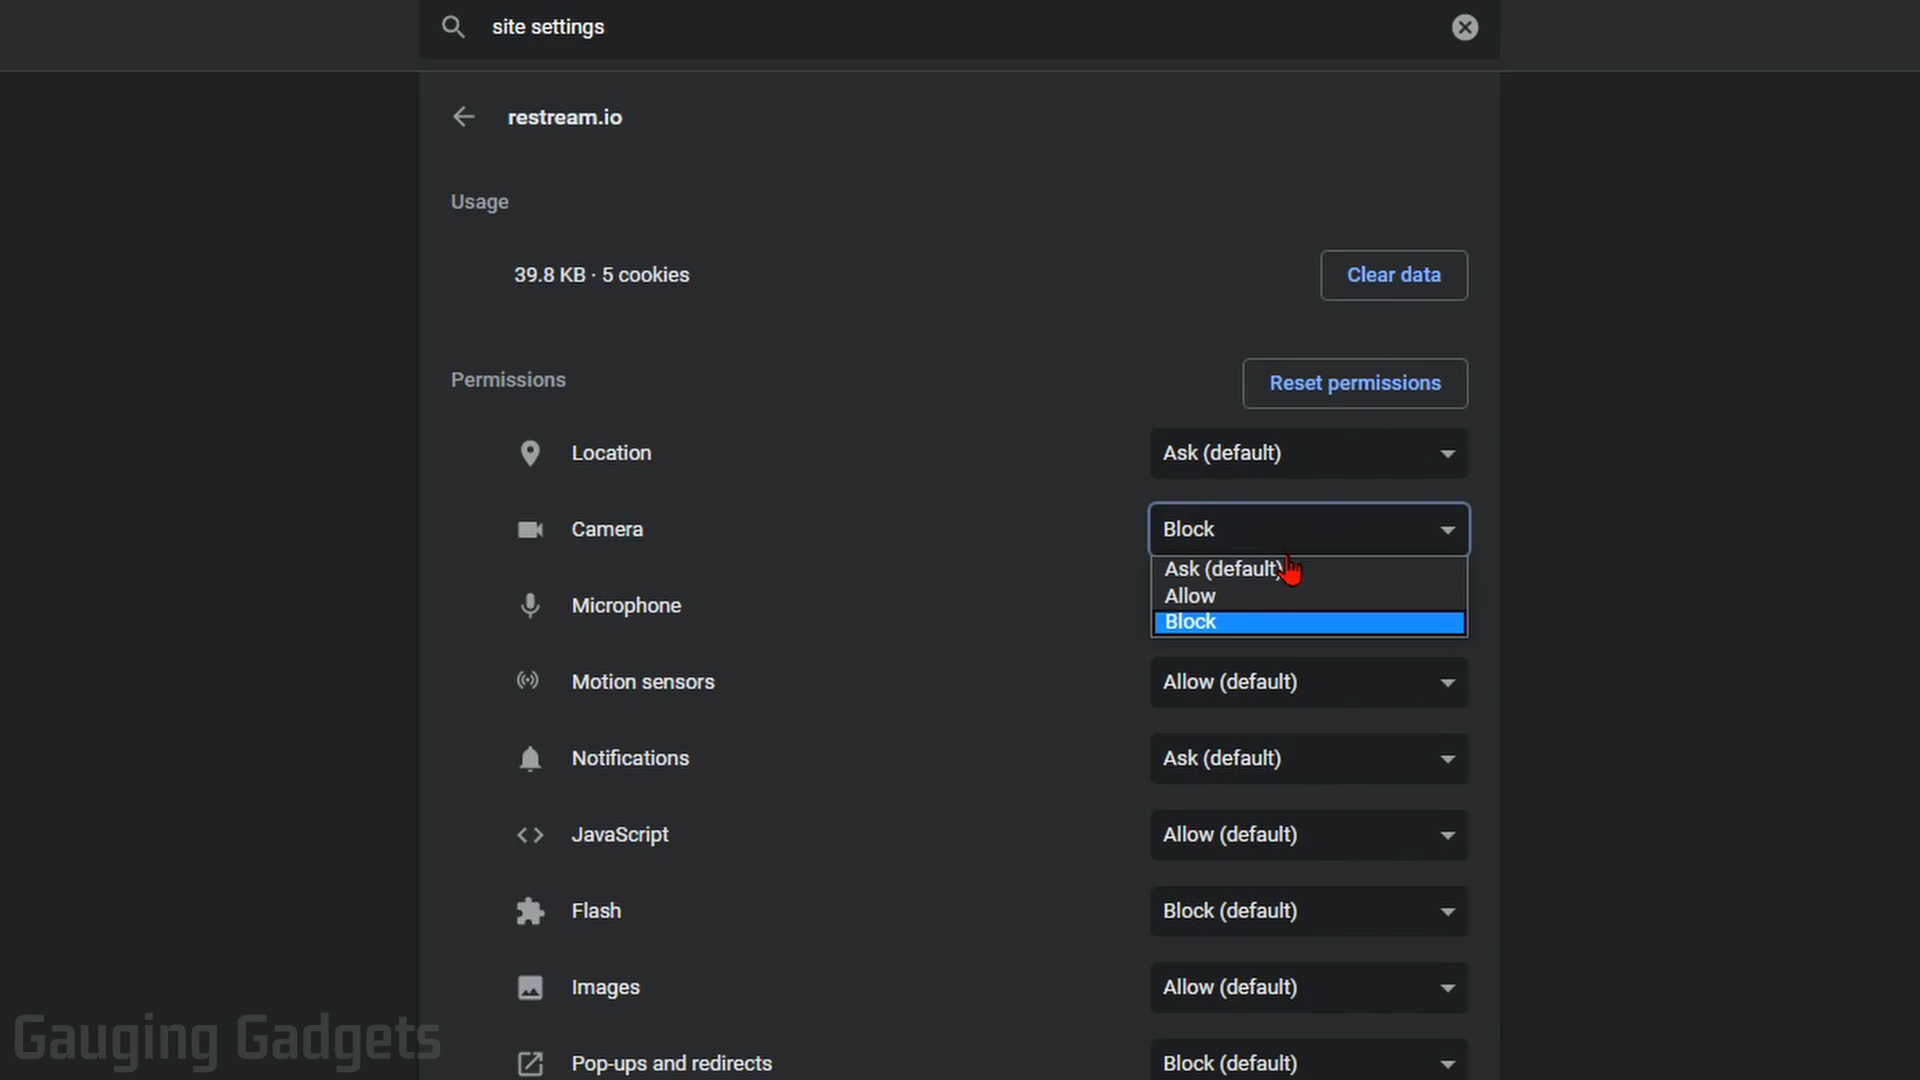 site settings
restream.io
Usage
39.8 KB · 5 cookies
Clear data
Permissions
Reset permissions
Location
Ask (default)
Camera
Block
Ask (default)
Allow
Block
Microphone
Motion sensors
Allow (default)
Notifications
Ask (default)
JavaScript
Allow (default)
Flash
Block (default)
Images
Allow (default)
Pop-ups and redirects
Block (default)
Gauging Gadgets